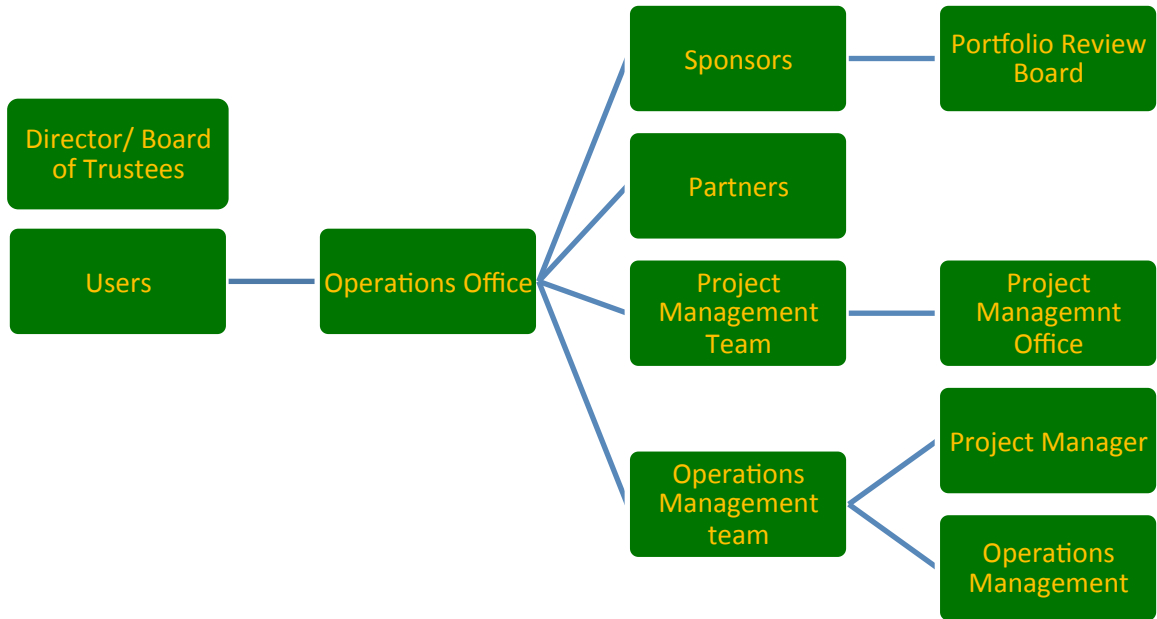 Director/ Board
of Trustees
Users
Operations Office
Sponsors
Partners
Project
Management
Team
Operations
Management
team
Portfolio Review
Board
Project
Managemnt
Office
Project Manager
Operations
Management